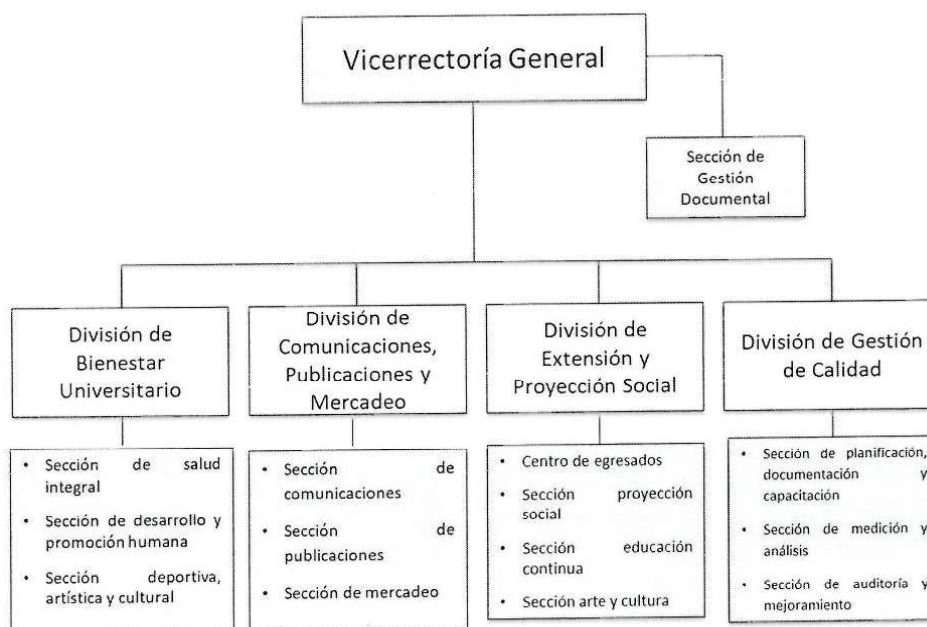 Vicerrectoría General
Sección de
Gestión
Documental
División de
Bienestar
Universitario
División de
Comunicaciones,
Publicaciones y
Mercadeo
División de
Extensión y
Proyección Social
División de Gestión
de Calidad
• Sección de salud
integral
• Sección de desarrollo y
promoción humana
• Sección deportiva,
artística y cultural
• Sección de
comunicaciones
• Sección de
publicaciones
• Sección de mercadeo
• Centro de egresados
• Sección proyección
social
• Sección educación
continua
• Sección arte y cultura
• Sección de planificación,
documentación y
capacitación
• Sección de medición y
análisis
• Sección de auditoría y
mejoramiento